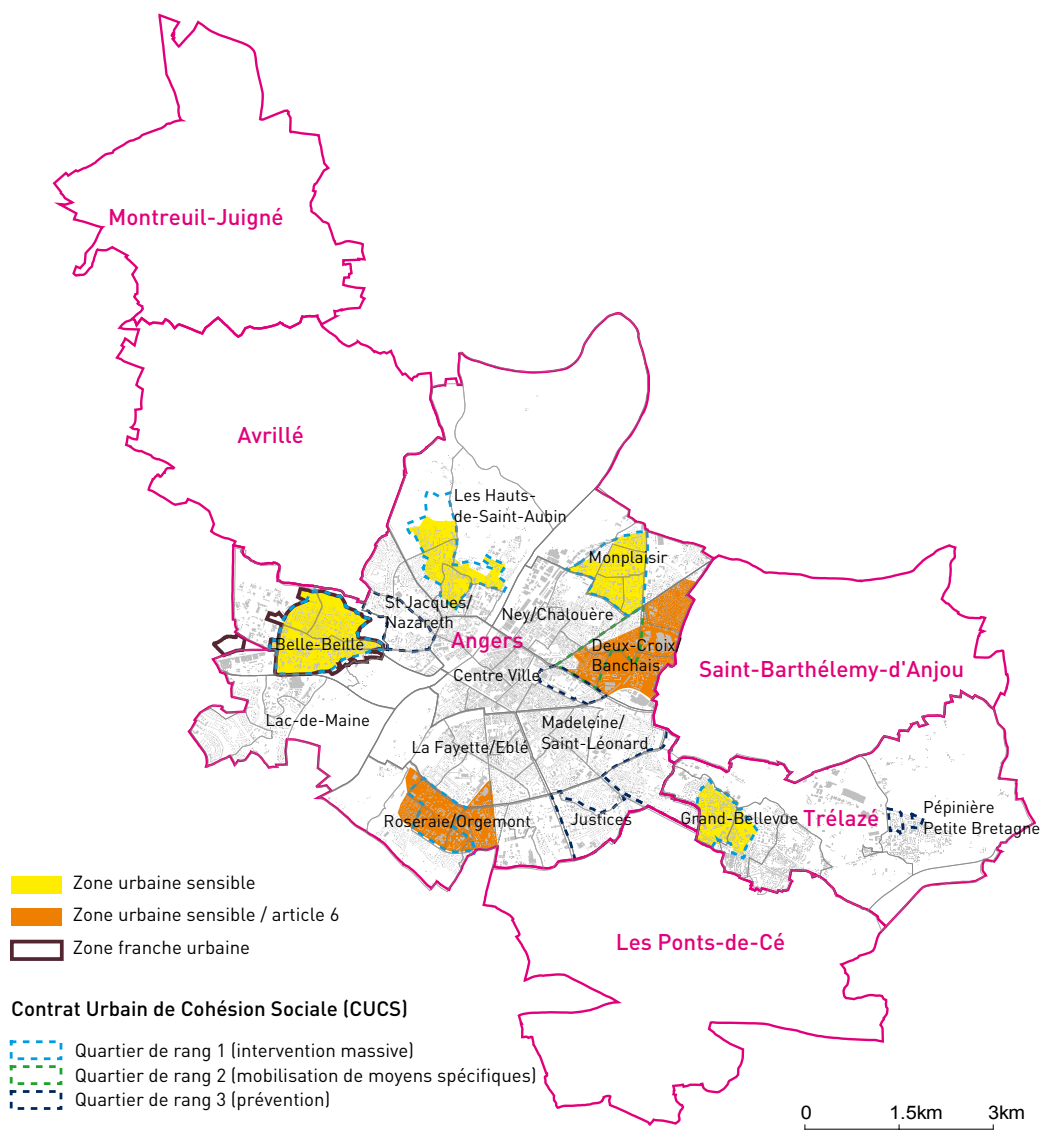 Montreuil-Juigné
Avrillé
Les Hauts-
de-Saint-Aubin
Monplaisir
St Jacques/
Nazareth
Ney/Chalouère
Angers
Belle-Beille
Deux-Croix/
Banchais
Centre Ville
Saint-Barthélemy-d'Anjou
Lac-de-Maine
Madeleine/
Saint-Léonard
La Fayette/Eblé
Roseraie/Orgemont
Justices
Grand-Bellevue
Trélazé
Pépinière
Petite Bretagne
Les Ponts-de-Cé
Zone urbaine sensible
Zone urbaine sensible / article 6
Zone franche urbaine
Contrat Urbain de Cohésion Sociale (CUCS)
Quartier de rang 1 (intervention massive)
Quartier de rang 2 (mobilisation de moyens spécifiques)
Quartier de rang 3 (prévention)
0 1.5km 3km